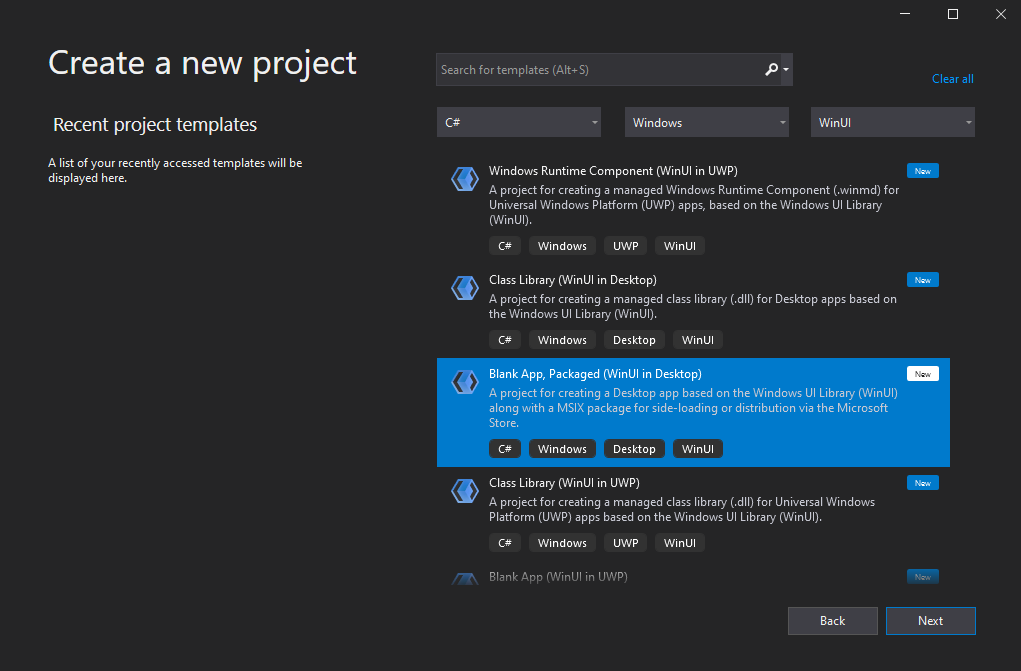 Create a new project
Recent project templates
A list of your recently accessed templates will be
displayed here.
Search for templates (Alt+S)
Clear all
C#
Windows
WinUI
Windows Runtime Component (WinUI in UWP)
New
A project for creating a managed Windows Runtime Component (.winmd) for
Universal Windows Platform (UWP) apps, based on the Windows UI Library
(WinUI).
C#
Windows
UWP
WinUI
Class Library (WinUI in Desktop)
New
A project for creating a managed class library (.dll) for Desktop apps based on
the Windows UI Library (WinUI).
C#
Windows
Desktop
WinUI
Blank App, Packaged (WinUI in Desktop)
New
A project for creating a Desktop app based on the Windows UI Library (WinUI)
along with a MSIX package for side-loading or distribution via the Microsoft
Store.
C#
Windows
Desktop
WinUI
Class Library (WinUI in UWP)
New
A project for creating a managed class library (.dll) for Universal Windows
Platform (UWP) apps based on the Windows UI Library (WinUI).
C#
Windows
UWP
WinUI
Blank App (WinUI in UWP)
New
Back
Next